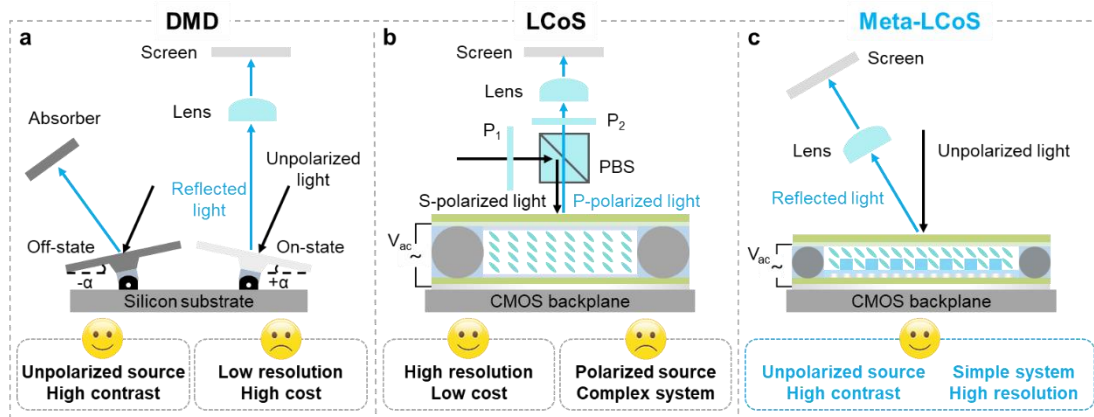 DMD
a
Screen
Lens
Absorber
Unpolarized
light
Reflected
light
Off-state
On-state
-α
+α
Silicon substrate
Unpolarized source
High contrast
Low resolution
High cost
LCoS
b
Screen
Lens
P1
P2
PBS
S-polarized light
P-polarized light
Vac
~
CMOS backplane
High resolution
Low cost
Polarized source
Complex system
Meta-LCoS
c
Screen
Lens
Unpolarized light
Reflected light
Vac
~
CMOS backplane
Unpolarized source
High contrast
Simple system
High resolution